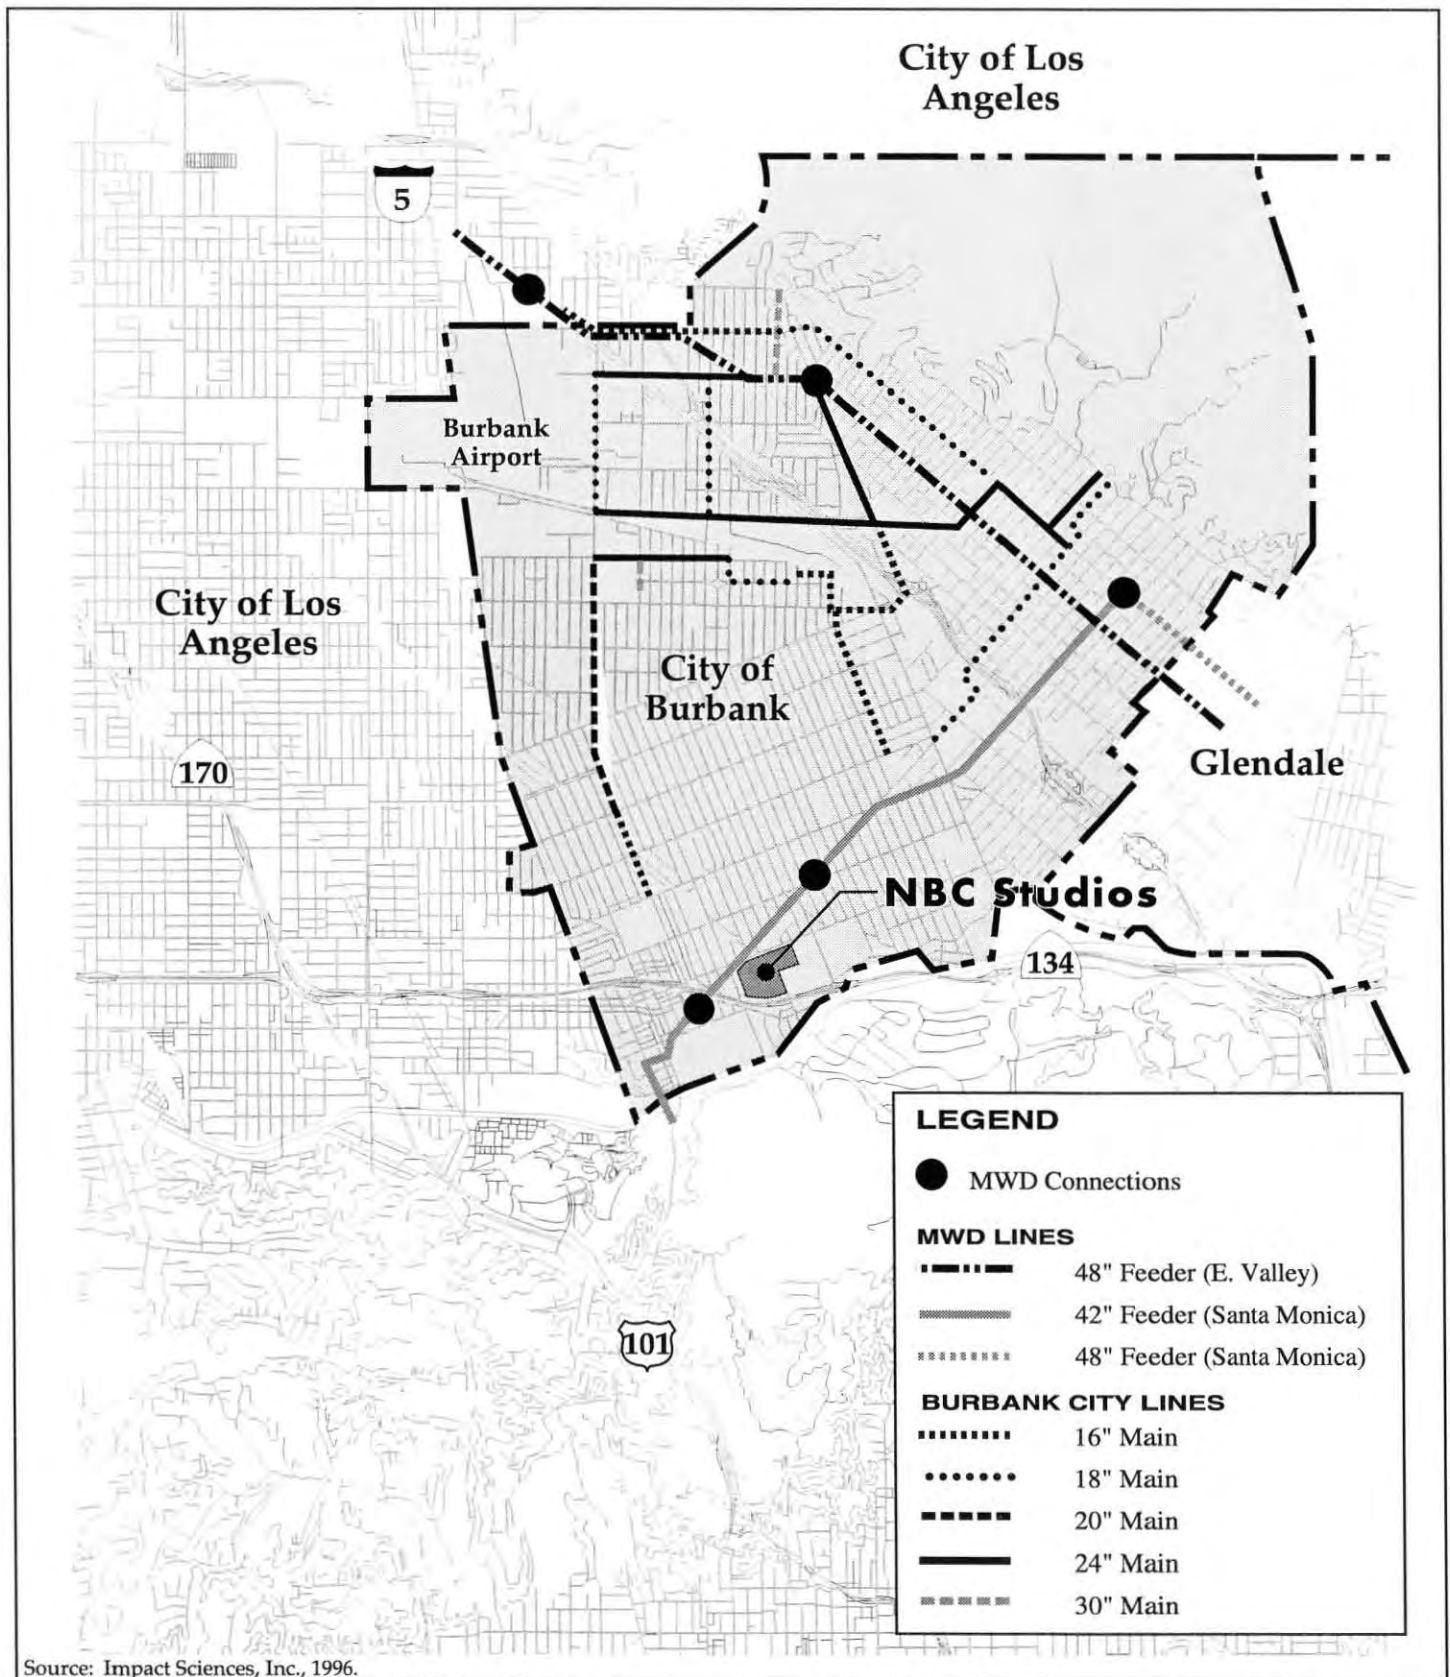 City of Los
Angeles
5
Burbank
Airport
City of Los
Angeles
City of
Burbank
170
Glendale
NBC Studios
134
101
LEGEND
MWD Connections
MWD LINES
48" Feeder (E. Valley)
42" Feeder (Santa Monica)
48" Feeder (Santa Monica)
BURBANK CITY LINES
16" Main
18" Main
20" Main
24" Main
30" Main
Source: Impact Sciences, Inc., 1996.